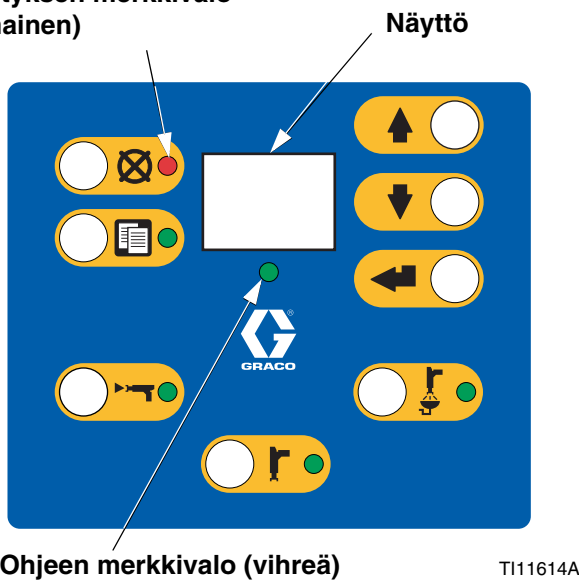 Näyttö
GRACO
®
Ohjeen merkkivalo (vihreä)
TI11614A